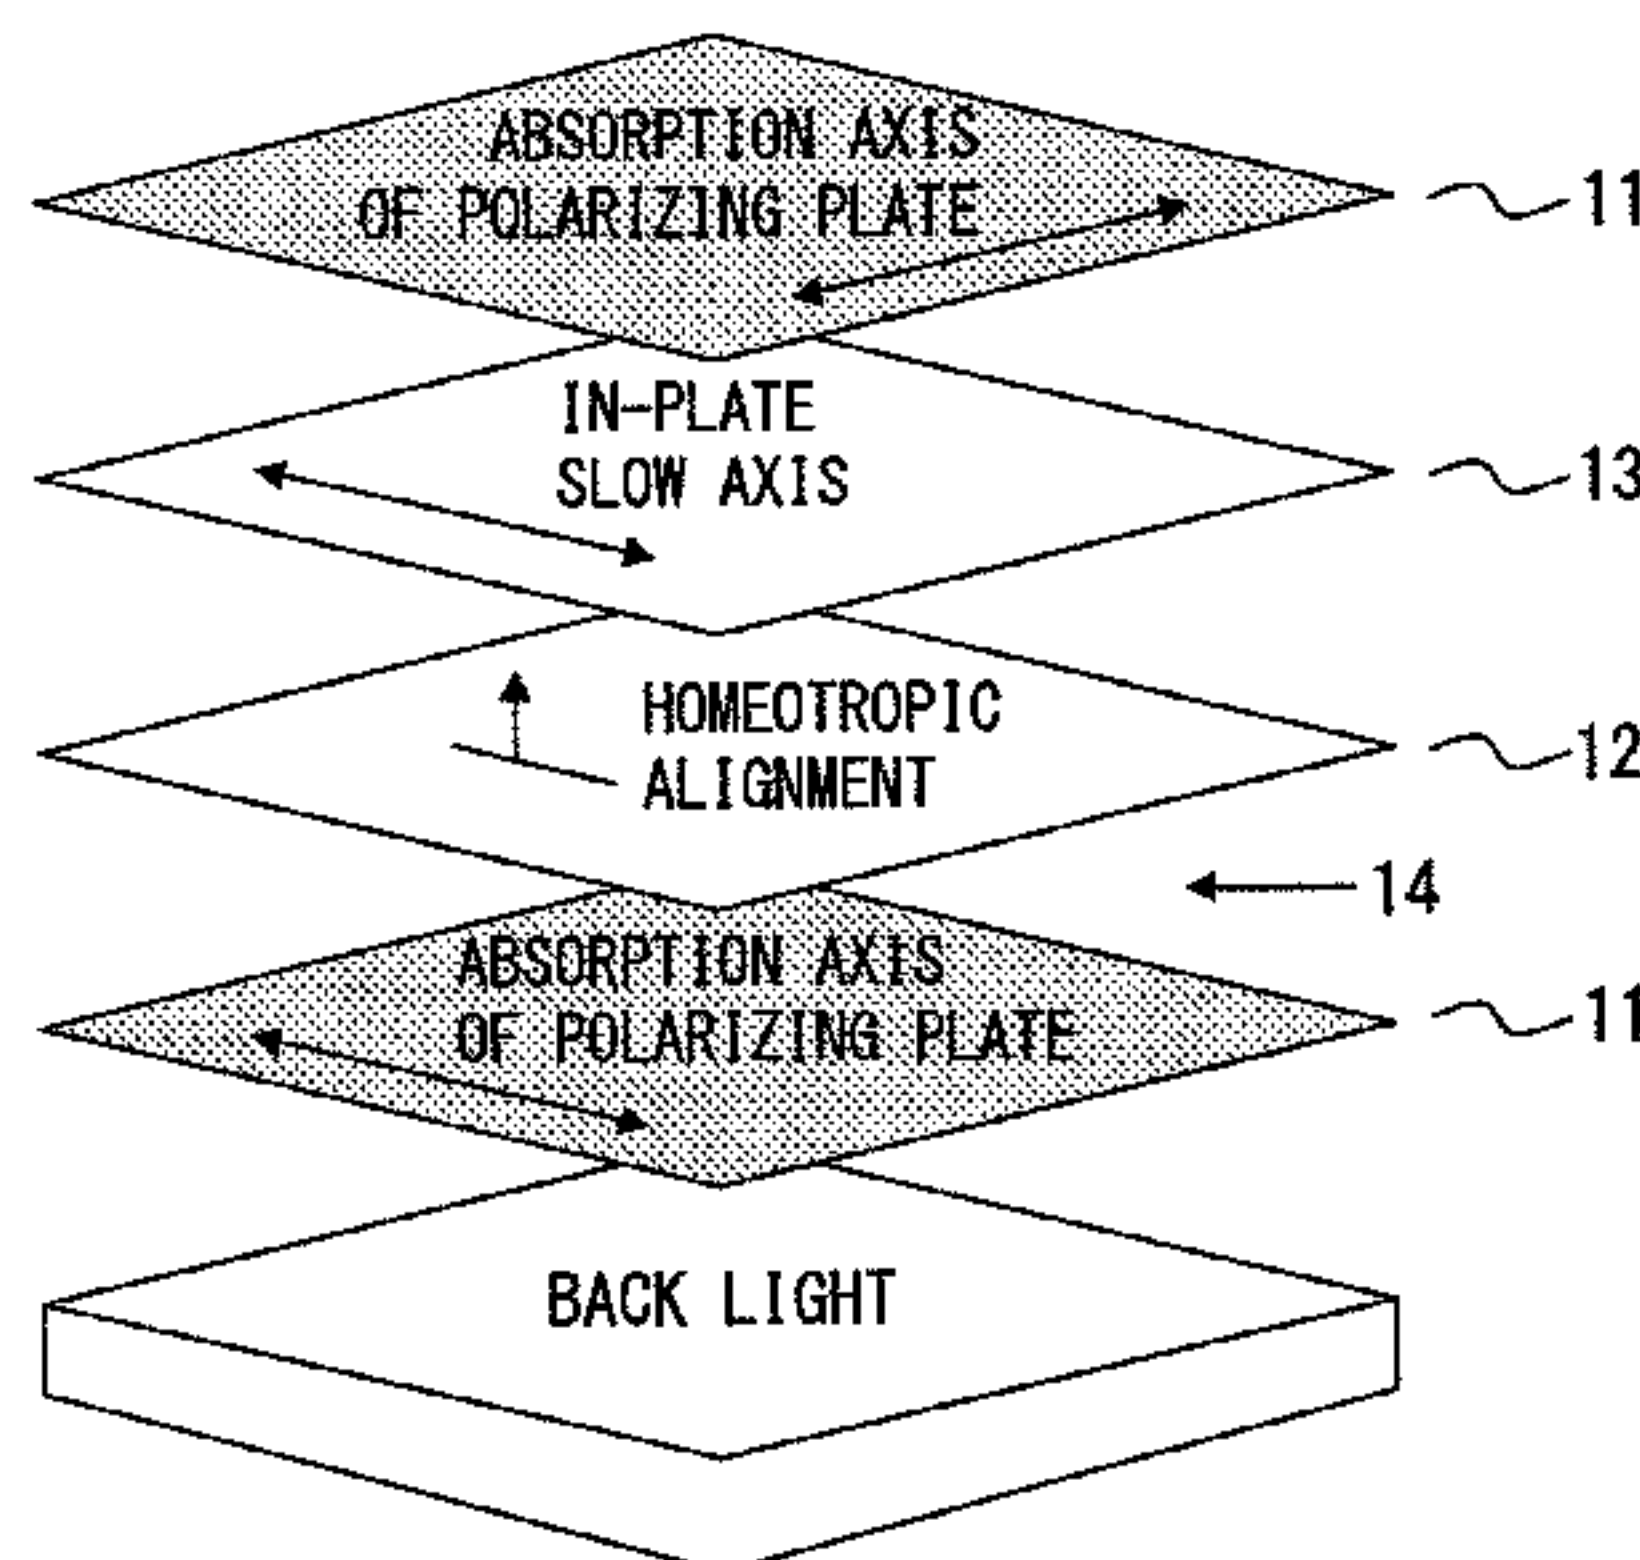 ABSORPTION AXIS
OF POLARIZING PLATE
11
IN-PLATE
SLOW AXIS
13
HOMEOTROPIC
ALIGNMENT
12
14
ABSORPTION AXIS
OF POLARIZING PLATE
11
BACK LIGHT